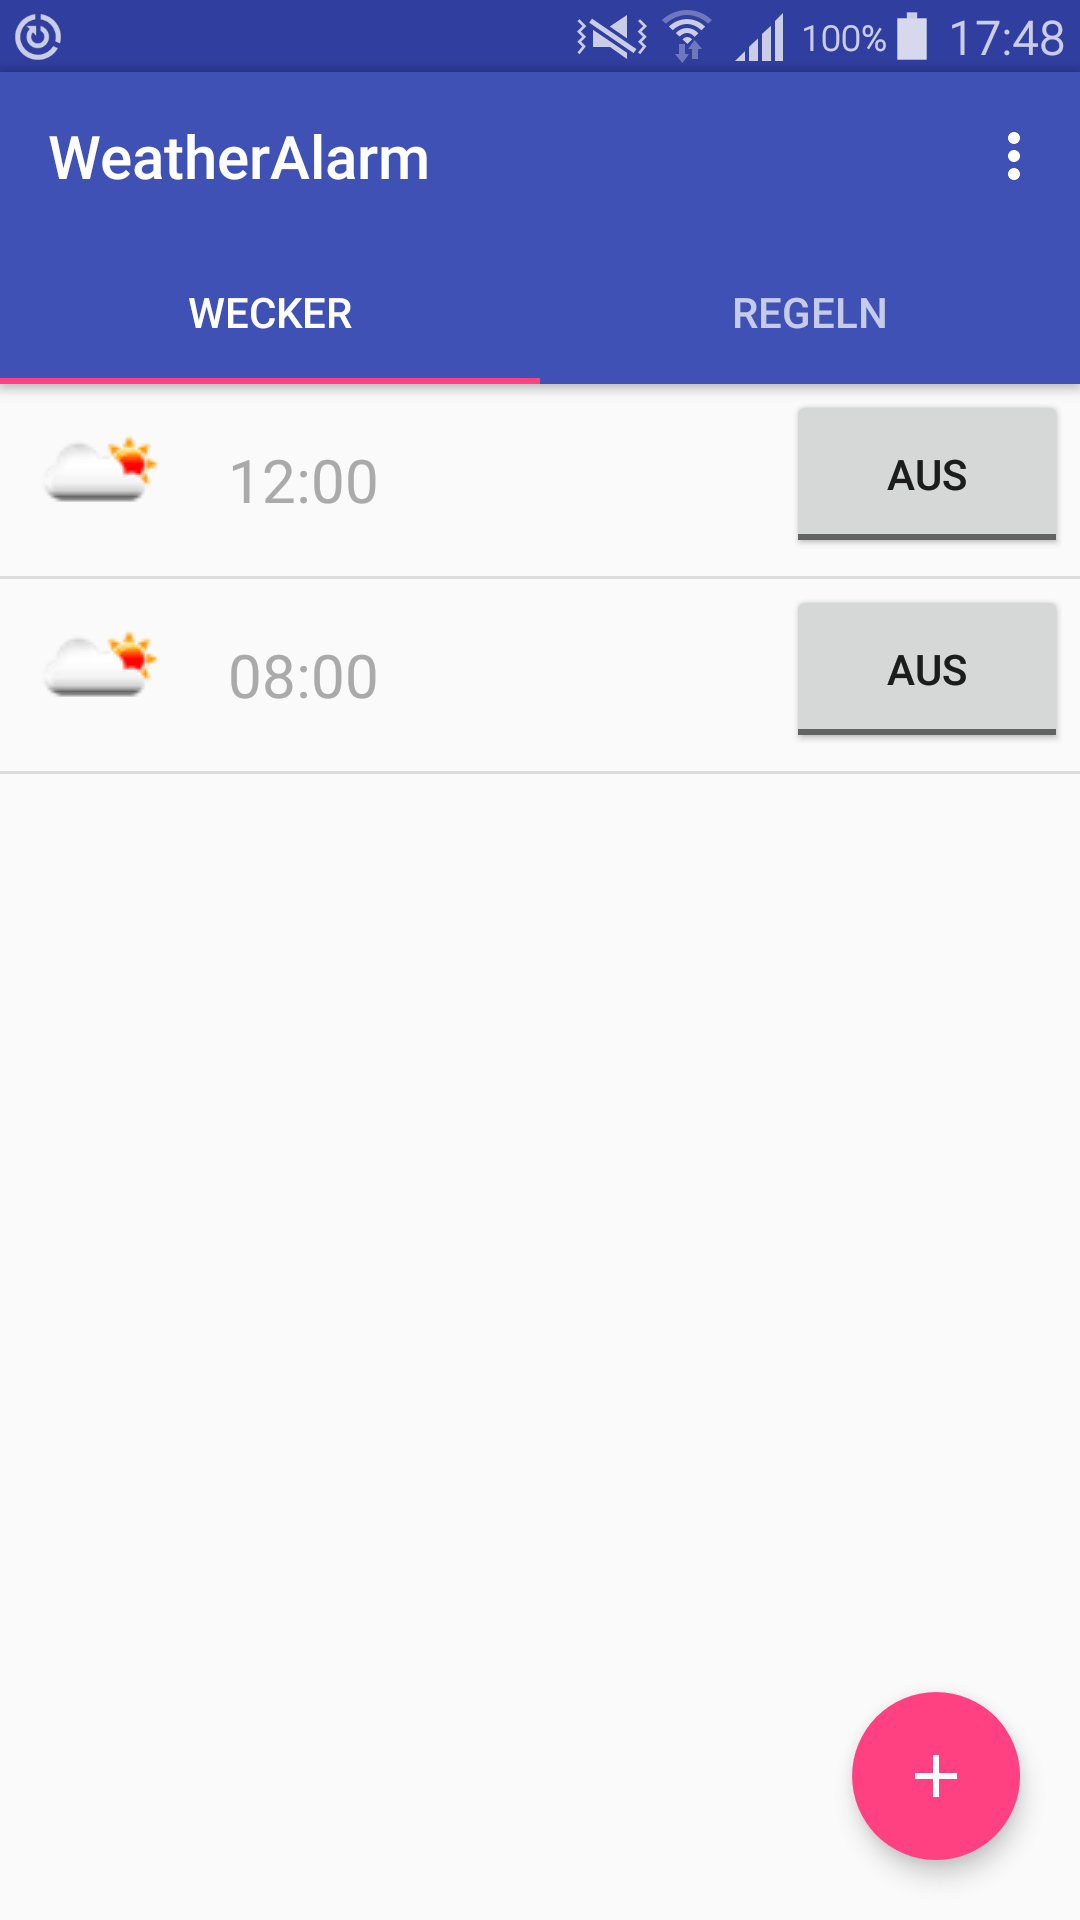 100% 17:48
WeatherAlarm
WECKER REGELN
12:00 AUS
08:00 AUS